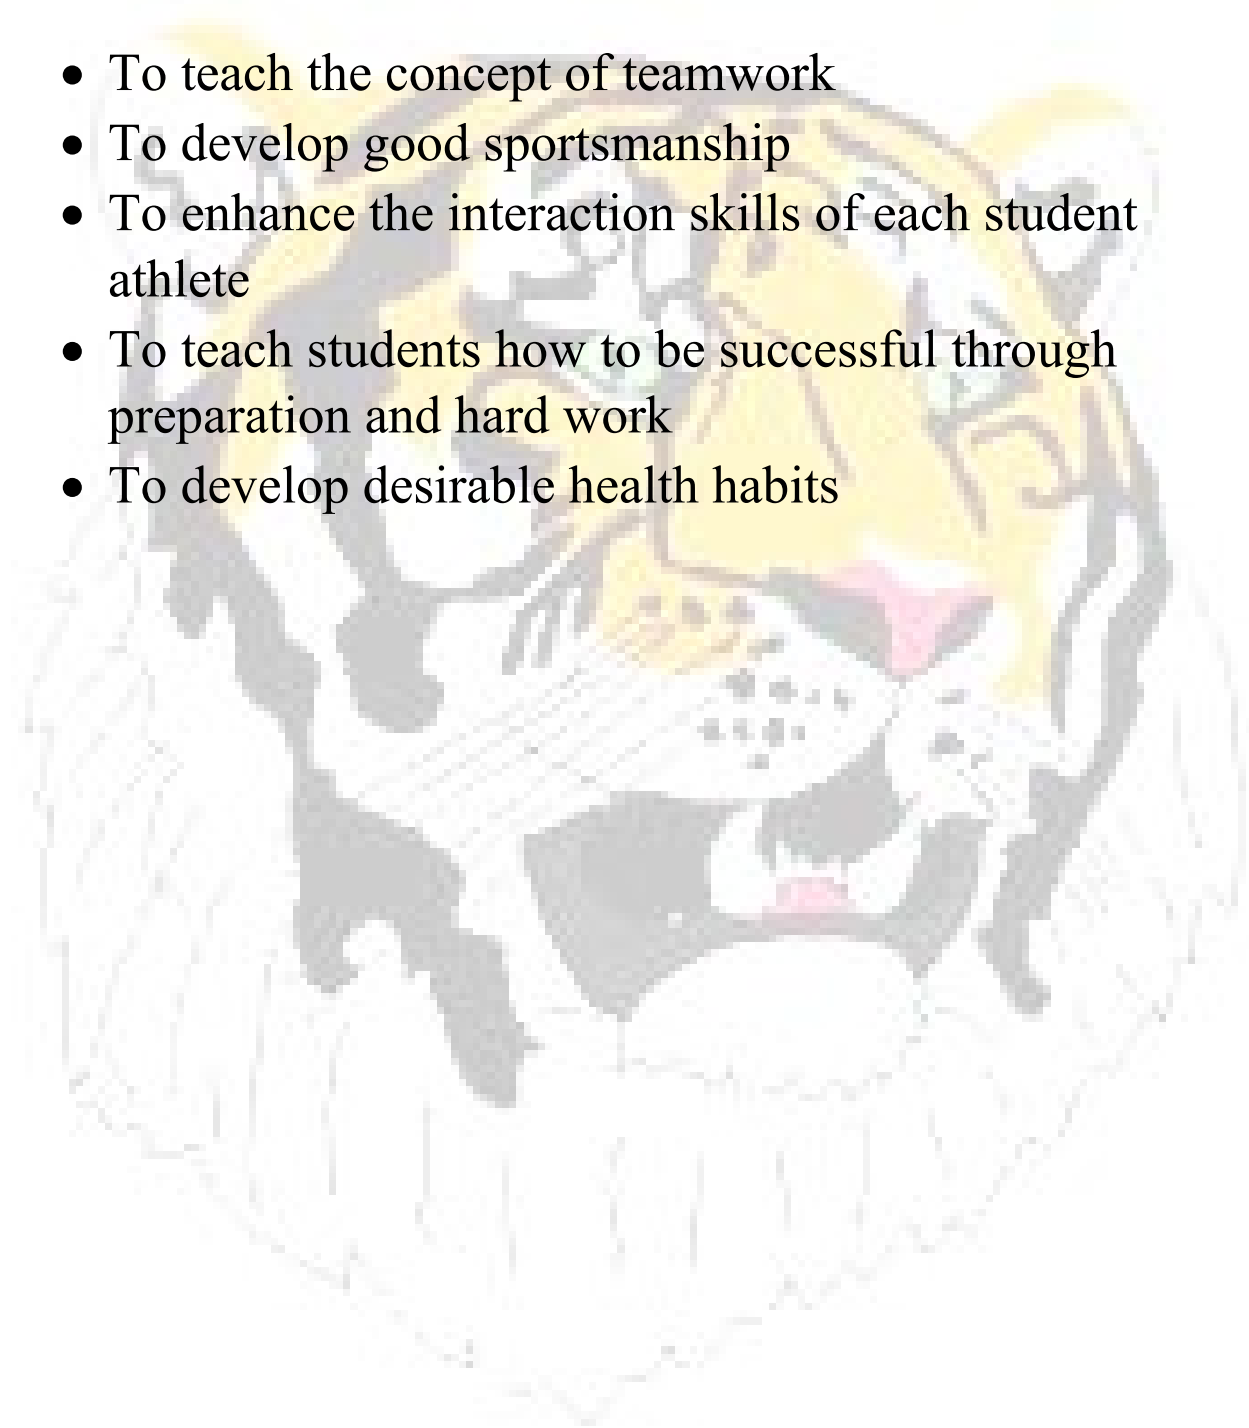 • To teach the concept of teamwork
• To develop good sportsmanship
• To enhance the interaction skills of each student
athlete
• To teach students how to be successful through
preparation and hard work
• To develop desirable health habits